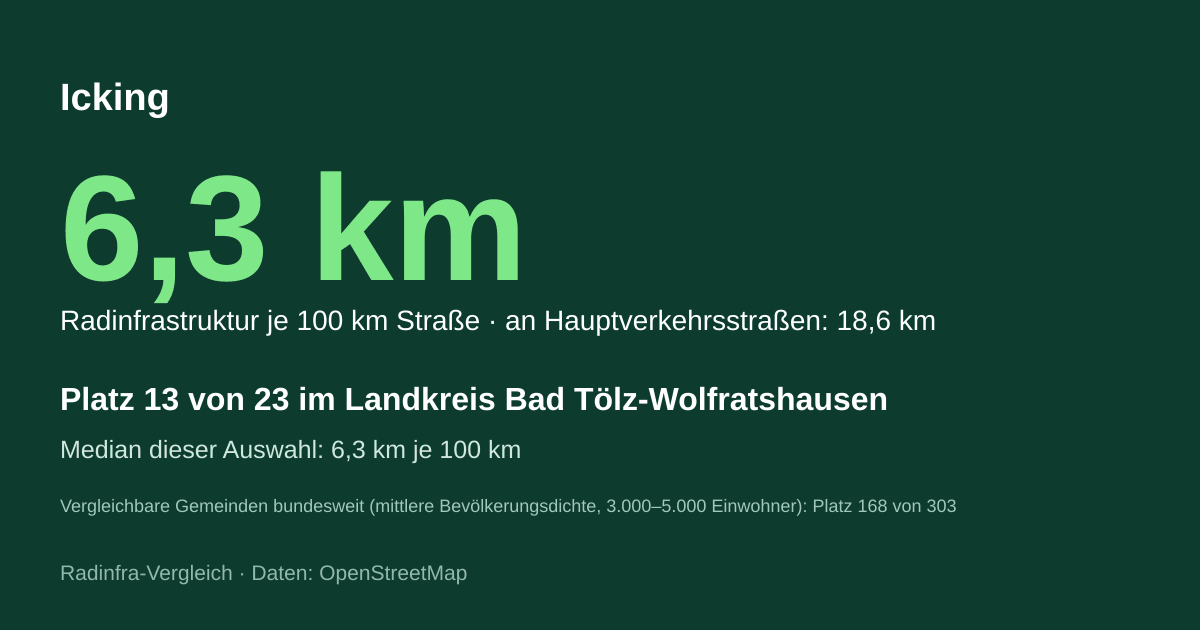 Icking
6,3 km
Radinfrastruktur je 100 km Straße · an Hauptverkehrsstraßen: 18,6 km
Platz 13 von 23 im Landkreis Bad Tölz-Wolfratshausen
Median dieser Auswahl: 6,3 km je 100 km
Vergleichbare Gemeinden bundesweit (mittlere Bevölkerungsdichte, 3.000–5.000 Einwohner): Platz 168 von 303
Radinfra-Vergleich · Daten: OpenStreetMap